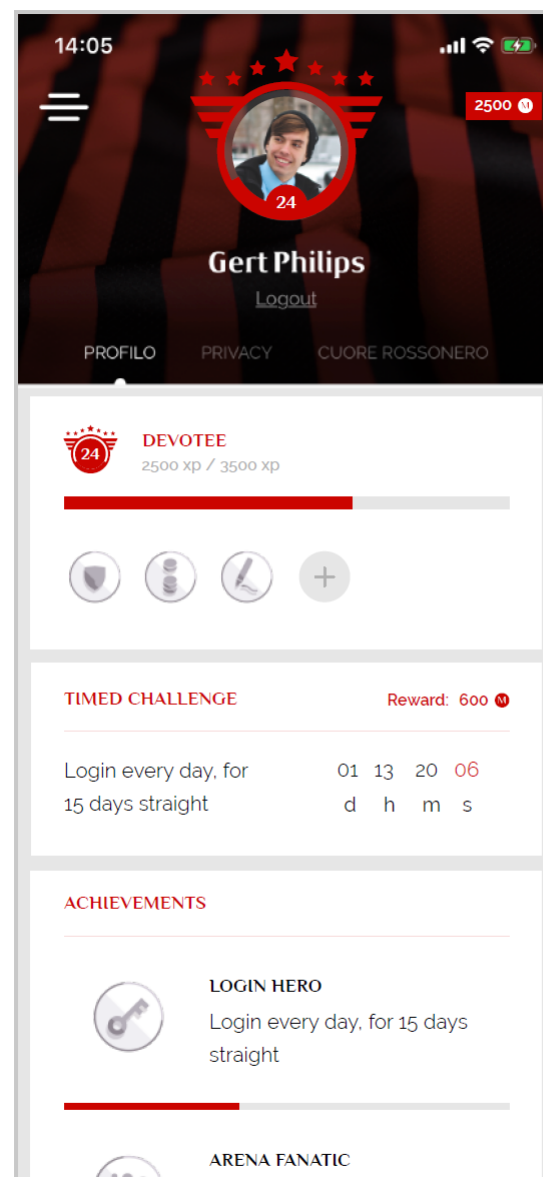 14:05
2500 M
24
Gert Philips
Logout
PROFILO PRIVACY CUORE ROSSONERO
24
DEVOTEE
2500 xp / 3500 xp
+
TIMED CHALLENGE Reward: 600 M
Login every day, for
15 days straight
01 13 20 06
d h m s
ACHIEVEMENTS
LOGIN HERO
Login every day, for 15 days
straight
ARENA FANATIC